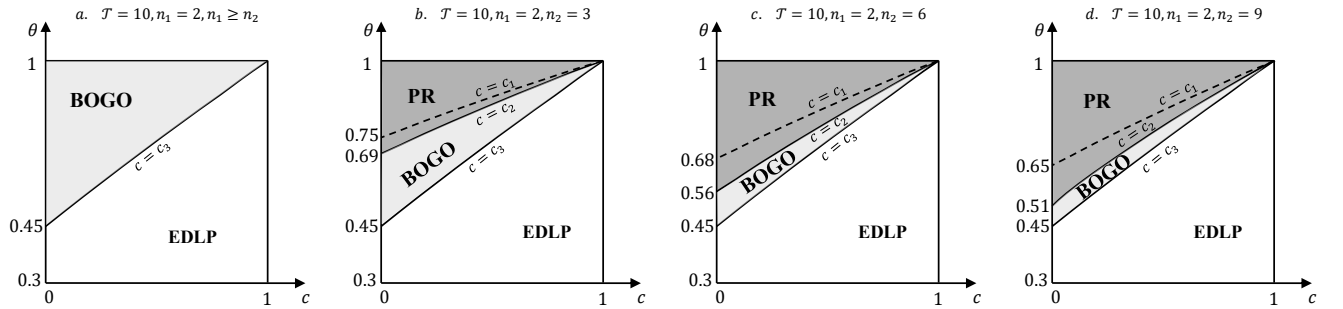 a. 𝒯 = 10, n₁ = 2, n₁ ≥ n₂
θ
1
BOGO
c = c₃
0.45
EDLP
0.3
0
1
c
b. 𝒯 = 10, n₁ = 2, n₂ = 3
θ
1
PR
c = c₁
c = c₂
0.75
0.69
BOGO
c = c₃
0.45
EDLP
0.3
0
1
c
c. 𝒯 = 10, n₁ = 2, n₂ = 6
θ
1
PR
c = c₁
c = c₂
0.68
BOGO
c = c₃
0.56
0.45
EDLP
0.3
0
1
c
d. 𝒯 = 10, n₁ = 2, n₂ = 9
θ
1
PR
c = c₁
c = c₂
0.65
BOGO
c = c₃
0.51
0.45
EDLP
0.3
0
1
c